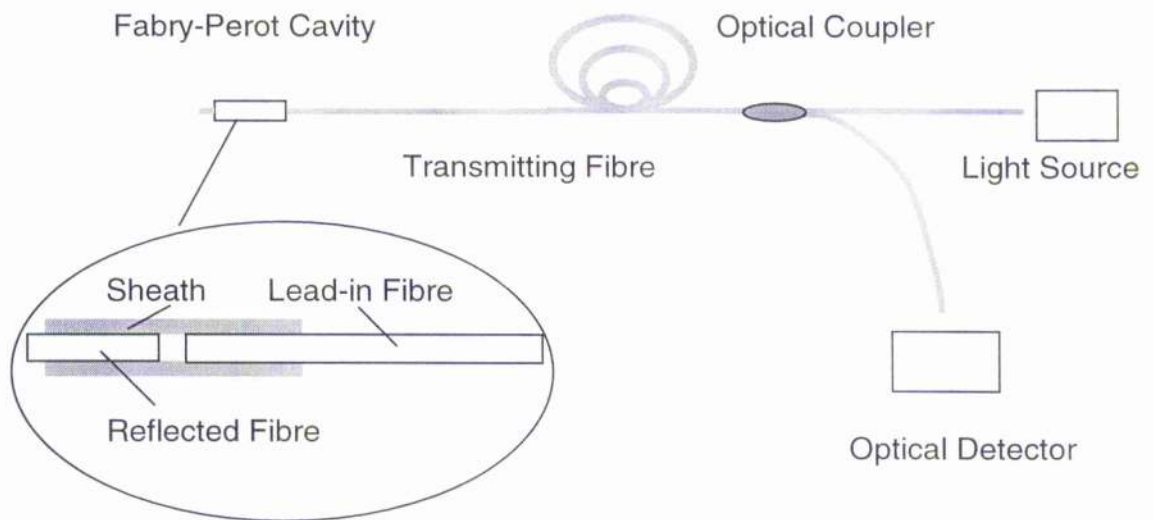 Fabry-Perot Cavity
Optical Coupler
Transmitting Fibre
Light Source
Sheath
Lead-in Fibre
Reflected Fibre
Optical Detector